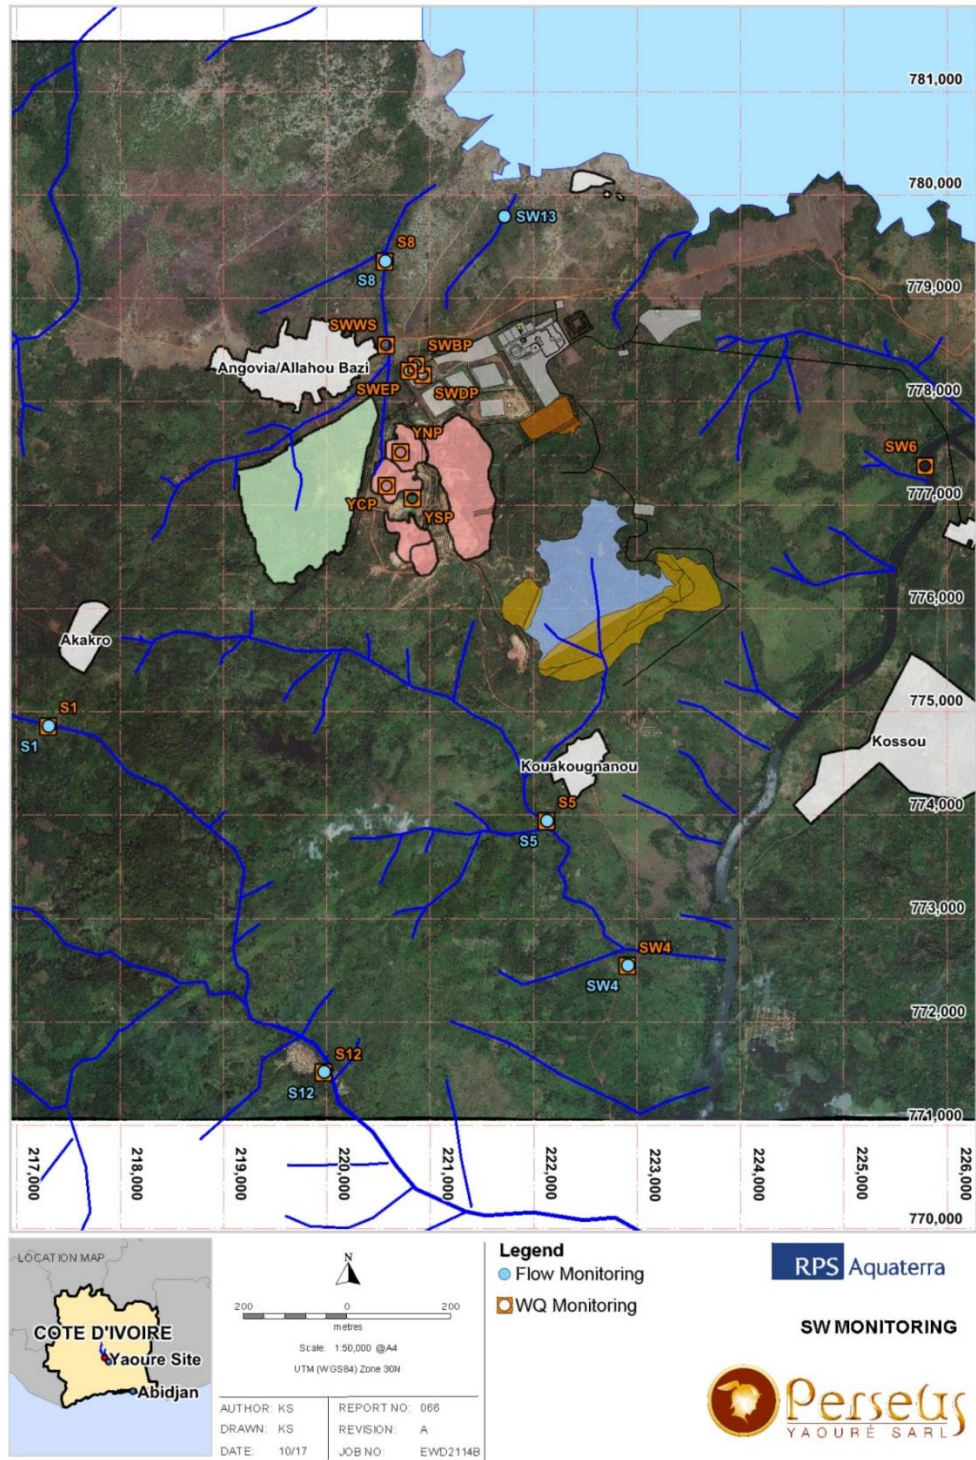 781,000
780,000
SW13
S8
S8
779,000
SWWS
SWBP
Angovia/Allahou Bazi
SWEP
SWDP
778,000
YNP
SW6
YCP
YSP
777,000
776,000
Akakro
775,000
S1
S1
Kossou
Kouakougnanou
S5
774,000
S5
773,000
SW4
SW4
772,000
S12
S12
771,000
217,000
218,000
219,000
220,000
221,000
222,000
223,000
224,000
225,000
226,000
770,000
LOCATION MAP
COTE D'IVOIRE
Yaoure Site
Abidjan
N
200 0 200
metres
Scale: 1:50,000 @A4
UTM (WGS84) Zone 30N
AUTHOR: KS REPORT NO: 066
DRAWN: KS REVISION: A
DATE: 10/17 JOB NO: EWD2114B
Legend
Flow Monitoring
WQ Monitoring
RPS Aquaterra
SW MONITORING
Perseus
YAOURÉ SARL